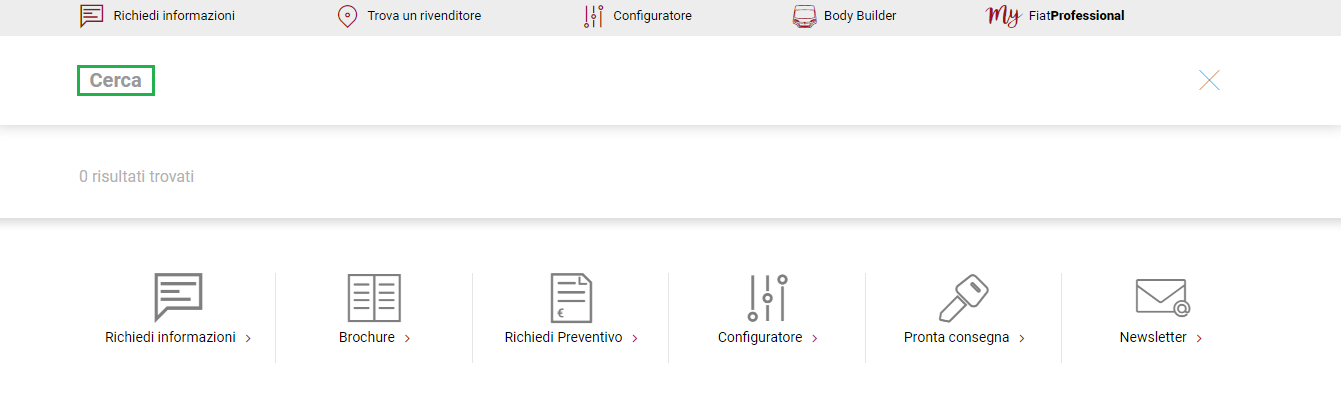 Richiedi informazioni
Trova un rivenditore
Configuratore
Body Builder
My FiatProfessional
Cerca
0 risultati trovati
€
@
Richiedi informazioni
Brochure
Richiedi Preventivo
Configuratore
Pronta consegna
Newsletter